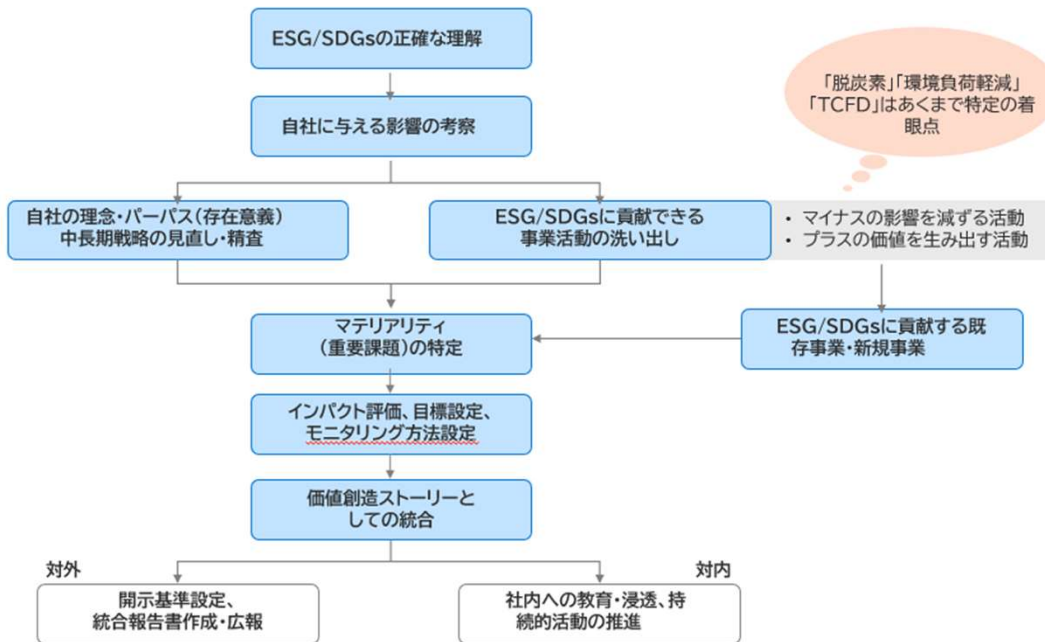 ESG/SDGsの正確な理解
「脱炭素」「環境負荷軽減」
「TCFD」はあくまで特定の着
眼点
自社に与える影響の考察
自社の理念・パーパス(存在意義)
中長期戦略の見直し・精査
ESG/SDGsに貢献できる
事業活動の洗い出し
• マイナスの影響を減ずる活動
• プラスの価値を生み出す活動
マテリアリティ
(重要課題)の特定
ESG/SDGsに貢献する既
存事業・新規事業
インパクト評価、目標設定、
モニタリング方法設定
価値創造ストーリーと
しての統合
対外
対内
開示基準設定、
統合報告書作成・広報
社内への教育・浸透、持
続的活動の推進